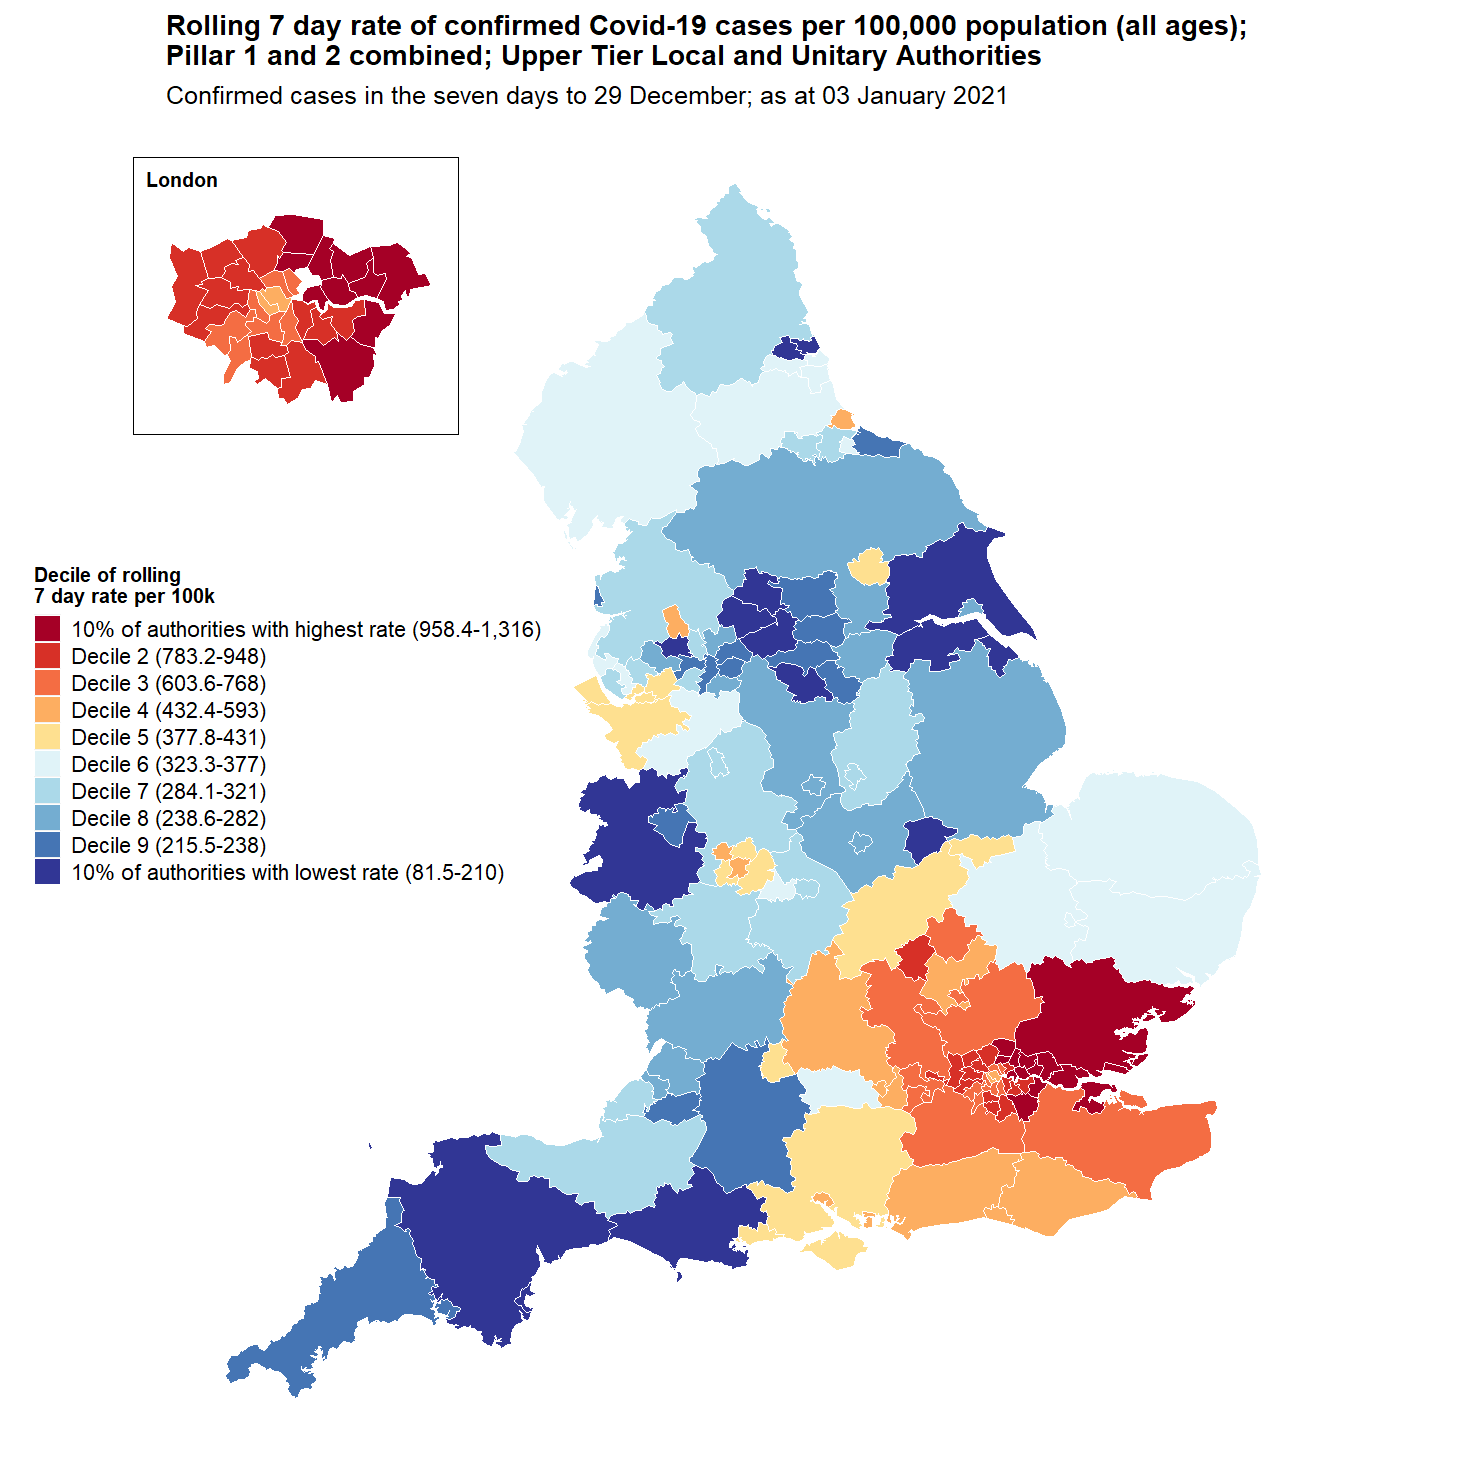 Rolling 7 day rate of confirmed Covid-19 cases per 100,000 population (all ages);
Pillar 1 and 2 combined; Upper Tier Local and Unitary Authorities
Confirmed cases in the seven days to 29 December; as at 03 January 2021
London
Decile of rolling
7 day rate per 100k
10% of authorities with highest rate (958.4-1,316)
Decile 2 (783.2-948)
Decile 3 (603.6-768)
Decile 4 (432.4-593)
Decile 5 (377.8-431)
Decile 6 (323.3-377)
Decile 7 (284.1-321)
Decile 8 (238.6-282)
Decile 9 (215.5-238)
10% of authorities with lowest rate (81.5-210)